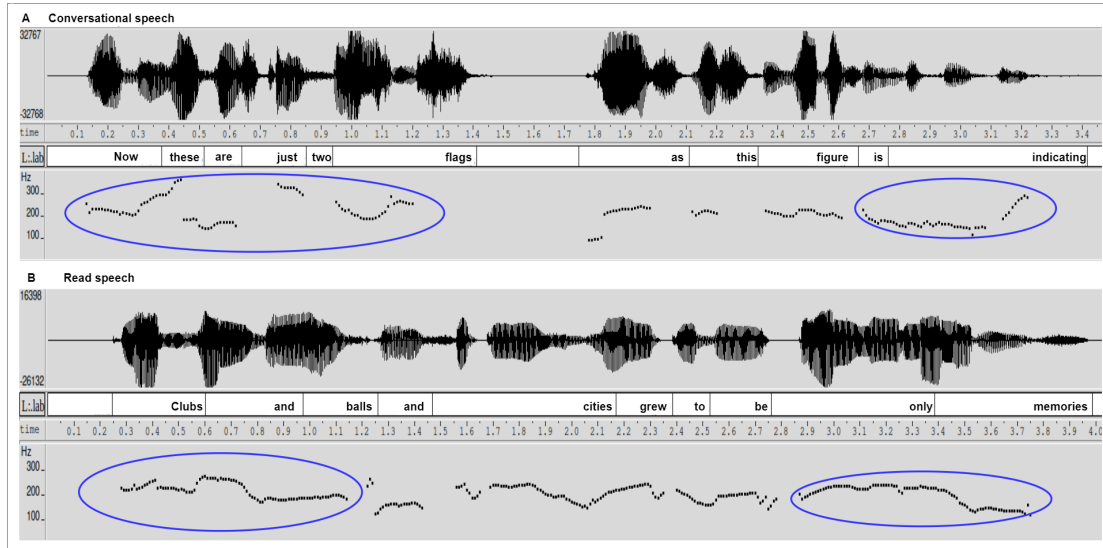 A Conversational speech
32767
-32768
time 0.1 0.2 0.3 0.4 0.5 0.6 0.7 0.8 0.9 1.0 1.1 1.2 1.3 1.4 1.5 1.6 1.7 1.8 1.9 2.0 2.1 2.2 2.3 2.4 2.5 2.6 2.7 2.8 2.9 3.0 3.1 3.2 3.3 3.4
L:.lab Now these are just two flags as this figure is indicating
Hz
300
200
100
B Read speech
16398
-26132
L:.lab Clubs and balls and cities grew to be only memories
time 0.1 0.2 0.3 0.4 0.5 0.6 0.7 0.8 0.9 1.0 1.1 1.2 1.3 1.4 1.5 1.6 1.7 1.8 1.9 2.0 2.1 2.2 2.3 2.4 2.5 2.6 2.7 2.8 2.9 3.0 3.1 3.2 3.3 3.4 3.5 3.6 3.7 3.8 3.9 4.0
Hz
300
200
100